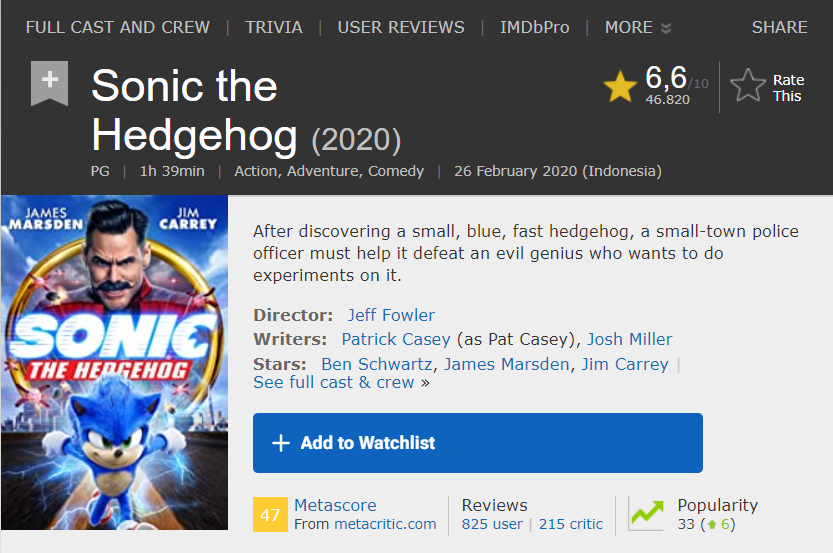 FULL CAST AND CREW | TRIVIA | USER REVIEWS | IMDbPro | MORE SHARE
Sonic the
Hedgehog (2020)
6,6/10
46.820
Rate
This
PG | 1h 39min | Action, Adventure, Comedy | 26 February 2020 (Indonesia)
JAMES
MARSDEN
JIM
CARREY
SONIC
THE HEDGEHOG
After discovering a small, blue, fast hedgehog, a small-town police
officer must help it defeat an evil genius who wants to do
experiments on it.
Director: Jeff Fowler
Writers: Patrick Casey (as Pat Casey), Josh Miller
Stars: Ben Schwartz, James Marsden, Jim Carrey |
See full cast & crew »
+ Add to Watchlist
47 Metascore
From metacritic.com
Reviews
825 user | 215 critic
Popularity
33 (6)